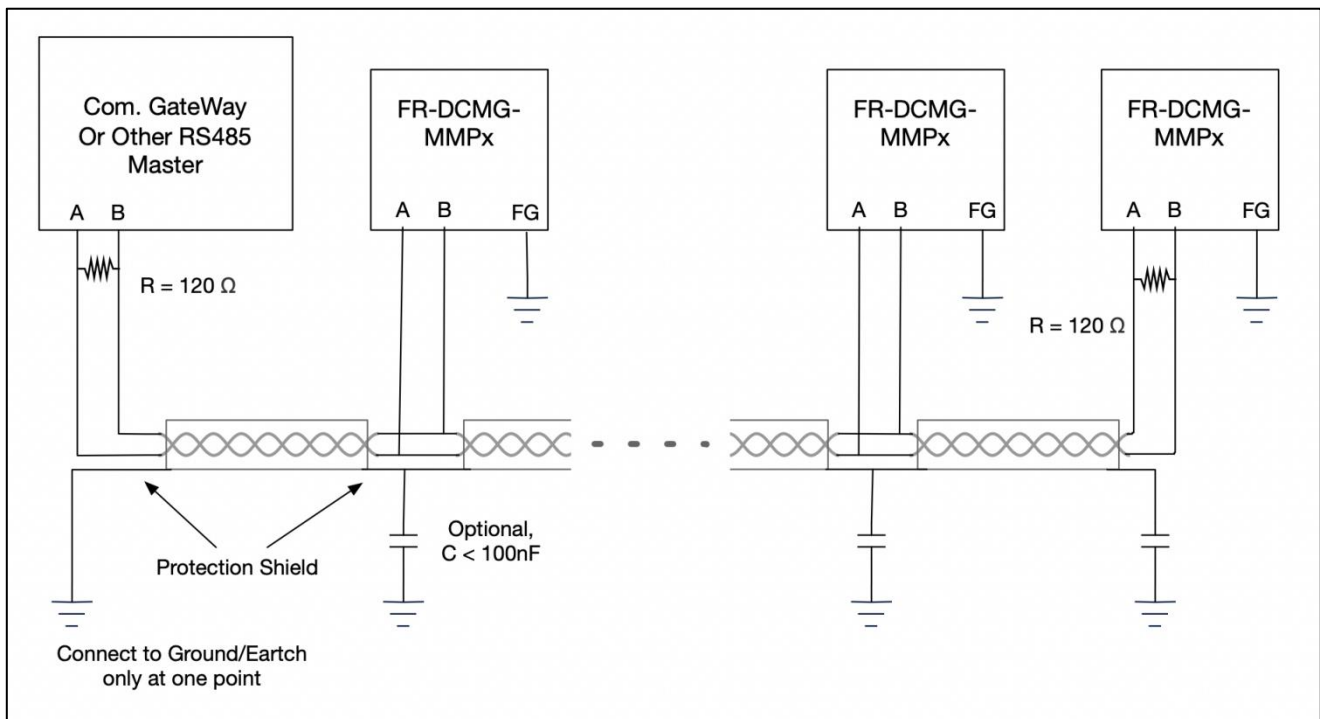 Com. GateWay
Or Other RS485
Master
A B
R = 120 Ω
FR-DCMG-
MMPx
A B FG
FR-DCMG-
MMPx
A B FG
FR-DCMG-
MMPx
A B FG
R = 120 Ω
Protection Shield
Optional,
C < 100nF
Connect to Ground/Eartch
only at one point